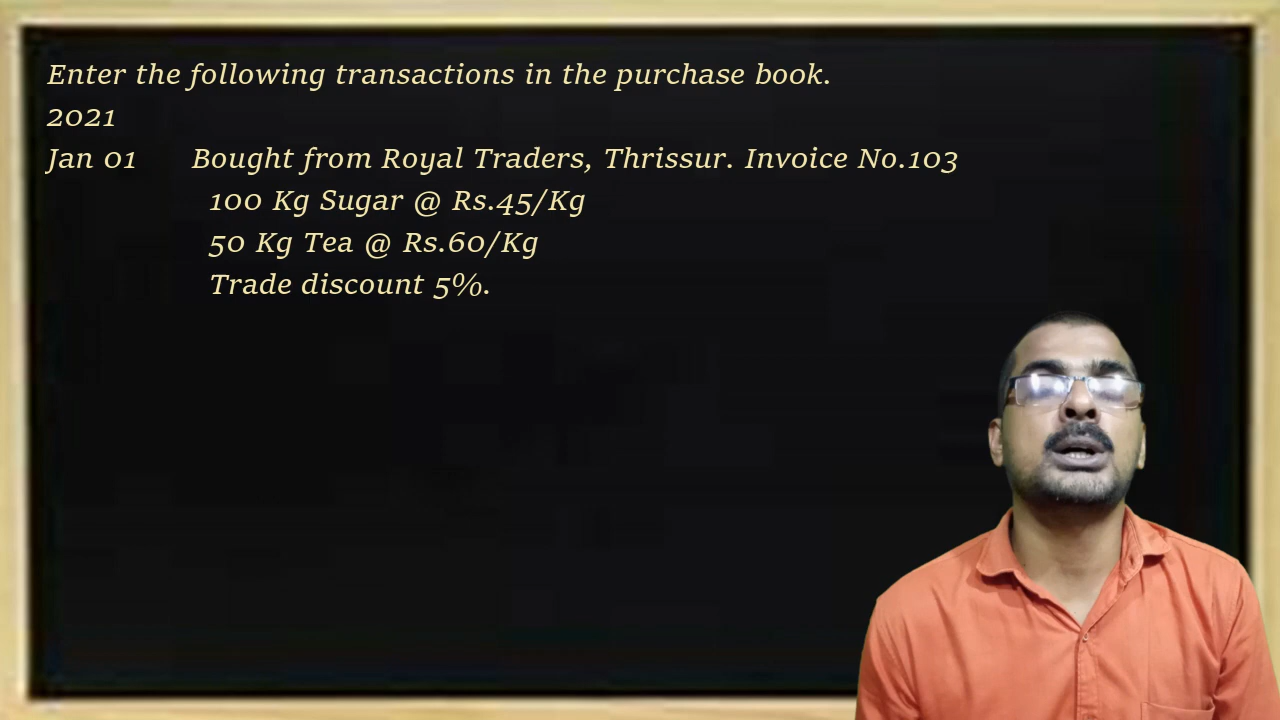 Enter the following transactions in the purchase book.
2021
Jan 01 Bought from Royal Traders, Thrissur. Invoice No.103
100 Kg Sugar @ Rs.45/Kg
50 Kg Tea @ Rs.60/Kg
Trade discount 5%.